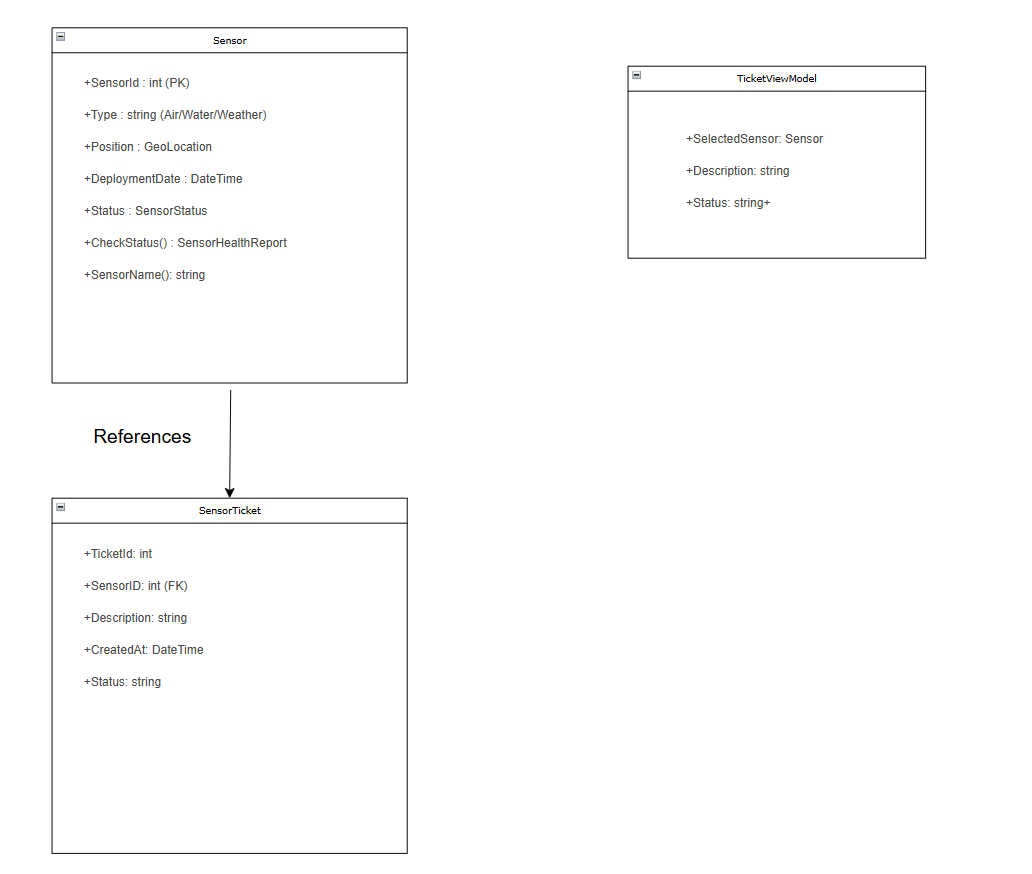 Sensor
+SensorId : int (PK)
+Type : string (Air/Water/Weather)
+Position : GeoLocation
+DeploymentDate : DateTime
+Status : SensorStatus
+CheckStatus() : SensorHealthReport
+SensorName(): string
TicketViewModel
+SelectedSensor: Sensor
+Description: string
+Status: string+
References
SensorTicket
+TicketId: int
+SensorID: int (FK)
+Description: string
+CreatedAt: DateTime
+Status: string